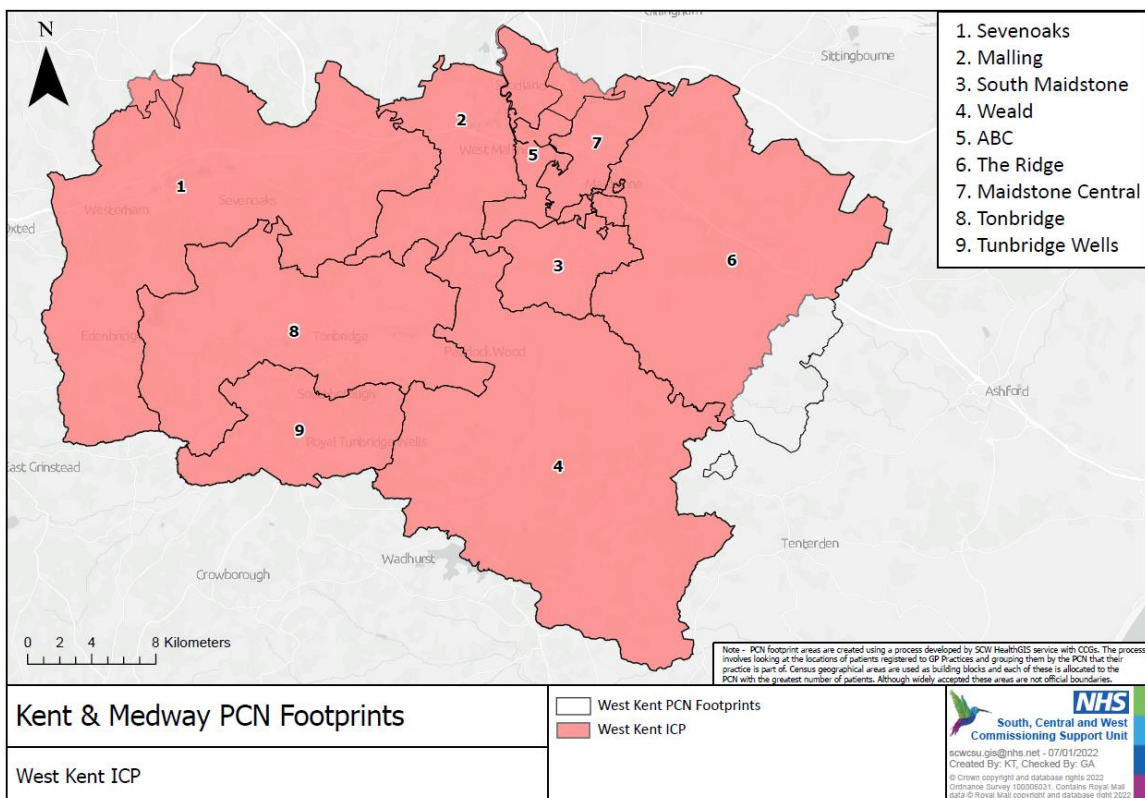 N
Gillingham
Sittingbourne
1. Sevenoaks
2. Malling
3. South Maidstone
4. Weald
5. ABC
6. The Ridge
7. Maidstone Central
8. Tonbridge
9. Tunbridge Wells
2
7
5
1
Westerham
Sevenoaks
Oxted
6
3
8
Edenbridge
Tonbridge
Paddock Wood
Ashford
9
Royal Tunbridge Wells
East Grinstead
4
Tenterden
Wadhurst
Crowborough
0 2 4 8 Kilometers
Note - PCN footprint areas are created using a process developed by SCW HealthGIS service with CCGs. The process
involves looking at the locations of patients registered to GP Practices and grouping them by the PCN that their
practice is part of. Census geographical areas are used as building blocks and each of these is allocated to the
PCN with the greatest number of patients. Although widely accepted these areas are not official boundaries.
Kent & Medway PCN Footprints
West Kent ICP
West Kent PCN Footprints
West Kent ICP
NHS
South, Central and West
Commissioning Support Unit
scwcsu.gis@nhs.net - 07/01/2022
Created By: KT, Checked By: GA
© Crown copyright and database rights 2022
Ordnance Survey 100006031. Contains Royal Mail
data © Royal Mail copyright and database right 2022